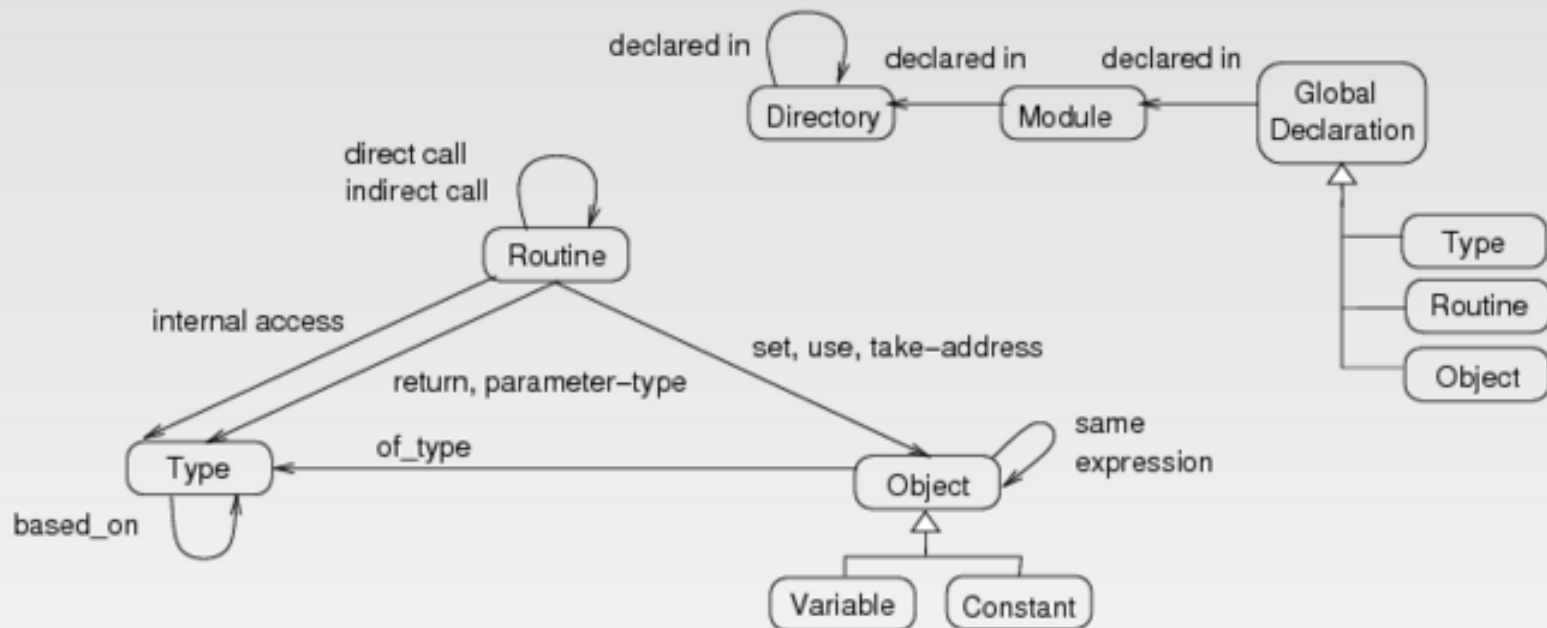 declared in
declared in
declared in
Global
Declaration
Directory
Module
direct call
indirect call
Routine
Type
Routine
Object
internal access
set, use, take–address
return, parameter–type
of_type
same
expression
Type
Object
based_on
Variable
Constant